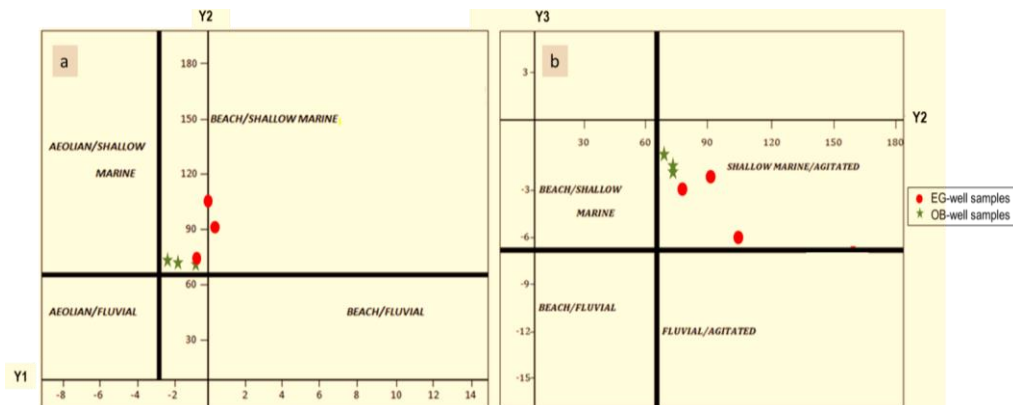 Y2
a
180
150
BEACH/SHALLOW MARINE
AEOLIAN/SHALLOW
MARINE
120
90
60
AEOLIAN/FLUVIAL
BEACH/FLUVIAL
30
Y1
-8 -6 -4 -2 2 4 6 8 10 12 14
Y3
b
3
Y2
30 60 90 120 150 180
SHALLOW MARINE/AGITATED
-3
BEACH/SHALLOW
MARINE
-6
-9
BEACH/FLUVIAL
FLUVIAL/AGITATED
-12
-15
EG-well samples
OB-well samples